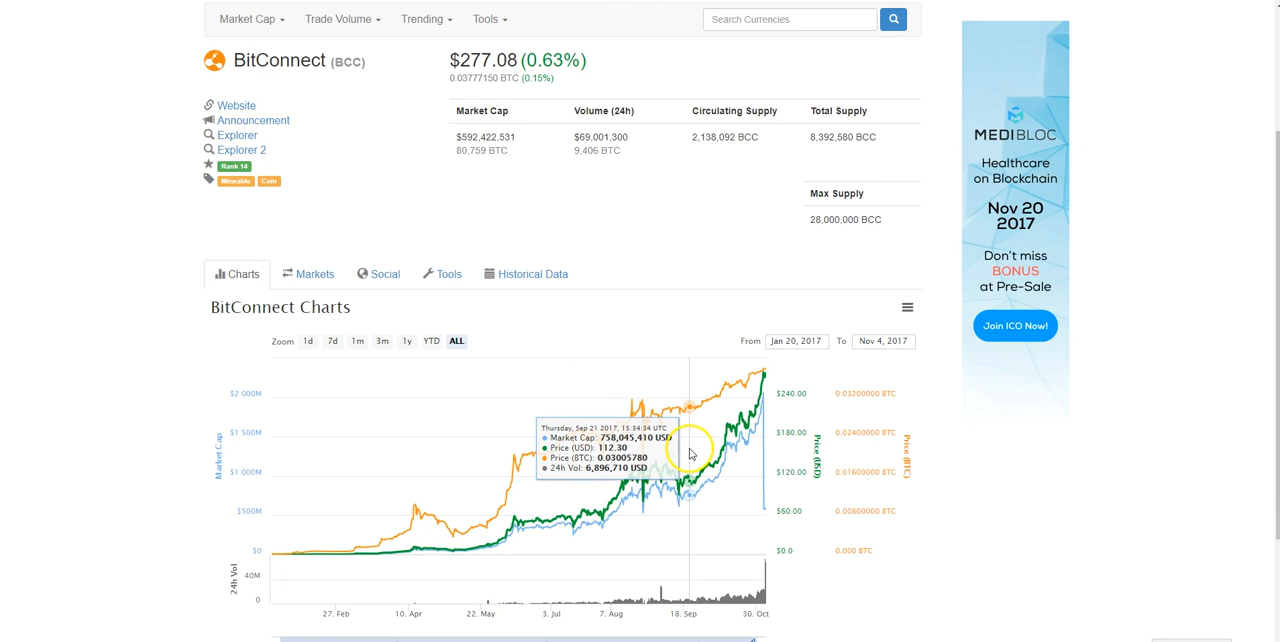 Market Cap Trade Volume Trending Tools Search Currencies
BitConnect (BCC)
$277.08 (0.63%)
0.03777150 BTC (0.15%)
Website
Announcement
Explorer
Explorer 2
Rank 14
Mineable Coin
Market Cap Volume (24h) Circulating Supply Total Supply
$592,422,531 $69,001,300 2,138,092 BCC 8,392,580 BCC
80,759 BTC 9,406 BTC
Max Supply
28,000,000 BCC
Charts Markets Social Tools Historical Data
BitConnect Charts
Zoom 1d 7d 1m 3m 1y YTD ALL From Jan 20, 2017 To Nov 4, 2017
Market Cap
$2 000M
$1 500M
$1 000M
$500M
$0
Thursday, Sep 21 2017, 15:34:34 UTC
Market Cap: 758,045,410 USD
Price (USD): 112.30
Price (BTC): 0.03005780
24h Vol: 6,896,710 USD
$240.00
$180.00
$120.00
$60.00
$0.0
Price (USD)
0.03200000 BTC
0.02400000 BTC
0.01600000 BTC
0.00800000 BTC
0.000 BTC
Price (BTC)
24h Vol
40M
0
27. Feb 10. Apr 22. May 3. Jul 7. Aug 18. Sep 30. Oct
MEDIBLOC
Healthcare
on Blockchain
Nov 20
2017
Don't miss
BONUS
at Pre-Sale
Join ICO Now!